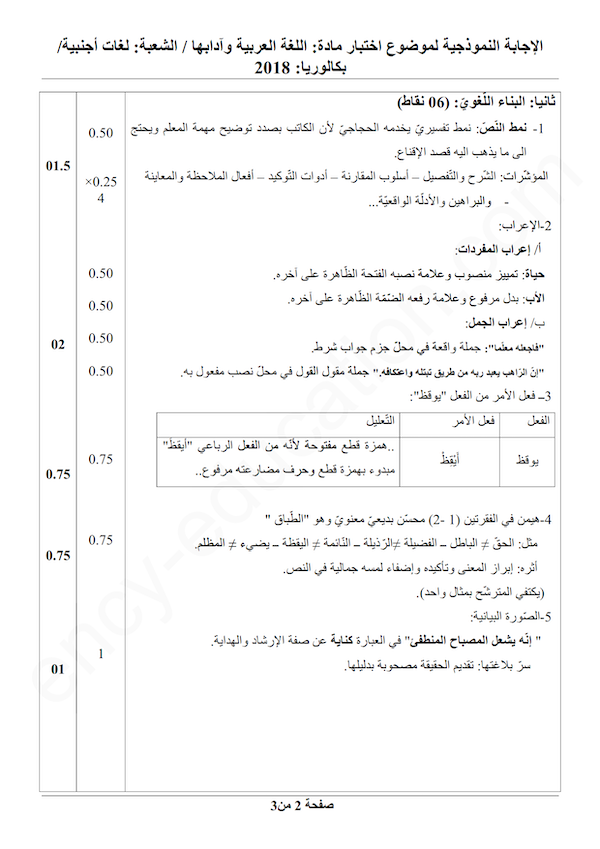 الإجابة النموذجية لموضوع اختبار مادة: اللغة العربية وآدابها / الشعبة: لغات أجنبية/
بكالوريا: 2018
ثانيا: البناء اللّغويّ: (06 نقاط)
1- نمط النّصّ: نمط تفسيريّ يخدمه الحجاجيّ لأن الكاتب بصدد توضيح مهمة المعلم ويحتج
0.50
الى ما يذهب اليه قصد الإقناع.
01.5
المؤشّرات: الشّرح والتّفصيل – أسلوب المقارنة – أدوات التّوكيد – أفعال الملاحظة والمعاينة
×0.25
4
- والبراهين والأدلّة الواقعيّة...
2-الإعراب:
أ/ إعراب المفردات:
حياة: تمييز منصوب وعلامة نصبه الفتحة الظّاهرة على آخره.
0.50
الأب: بدل مرفوع وعلامة رفعه الضّمّة الظّاهرة على آخره.
0.50
ب/ إعراب الجمل:
"فاجعله معلما": جملة واقعة في محلّ جزم جواب شرط.
0.50
02
"إنّ الرّاهب يعبد ربه من طريق تبتله واعتكافه." جملة مقول القول في محلّ نصب مفعول به.
0.50
3– فعل الأمر من الفعل "يوقظ":
الفعل
فعل الأمر
التّعليل
يوقظ
أَيْقِظْ
..همزة قطع مفتوحة لأنّه من الفعل الرباعي "أيقظ"
مبدوء بهمزة قطع وحرف مضارعته مرفوع..
0.75
0.75
4-هيمن في الفقرتين (1 -2) محسّن بديعيّ معنويّ وهو "الطّباق "
مثل: الحقّ ≠ الباطل – الفضيلة ≠الرّذيلة – النّائمة ≠ اليقظة – يضيء ≠ المظلم.
0.75
0.75
أثره: إبراز المعنى وتأكيده وإضفاء لمسه جمالية في النص.
(يكتفي المترشّح بمثال واحد).
5-الصّورة البيانية:
" إنّه يشعل المصباح المنطفئ" في العبارة كناية عن صفة الإرشاد والهداية.
1
سرّ بلاغتها: تقديم الحقيقة مصحوبة بدليلها.
01
صفحة 2 من3
ency-education.com